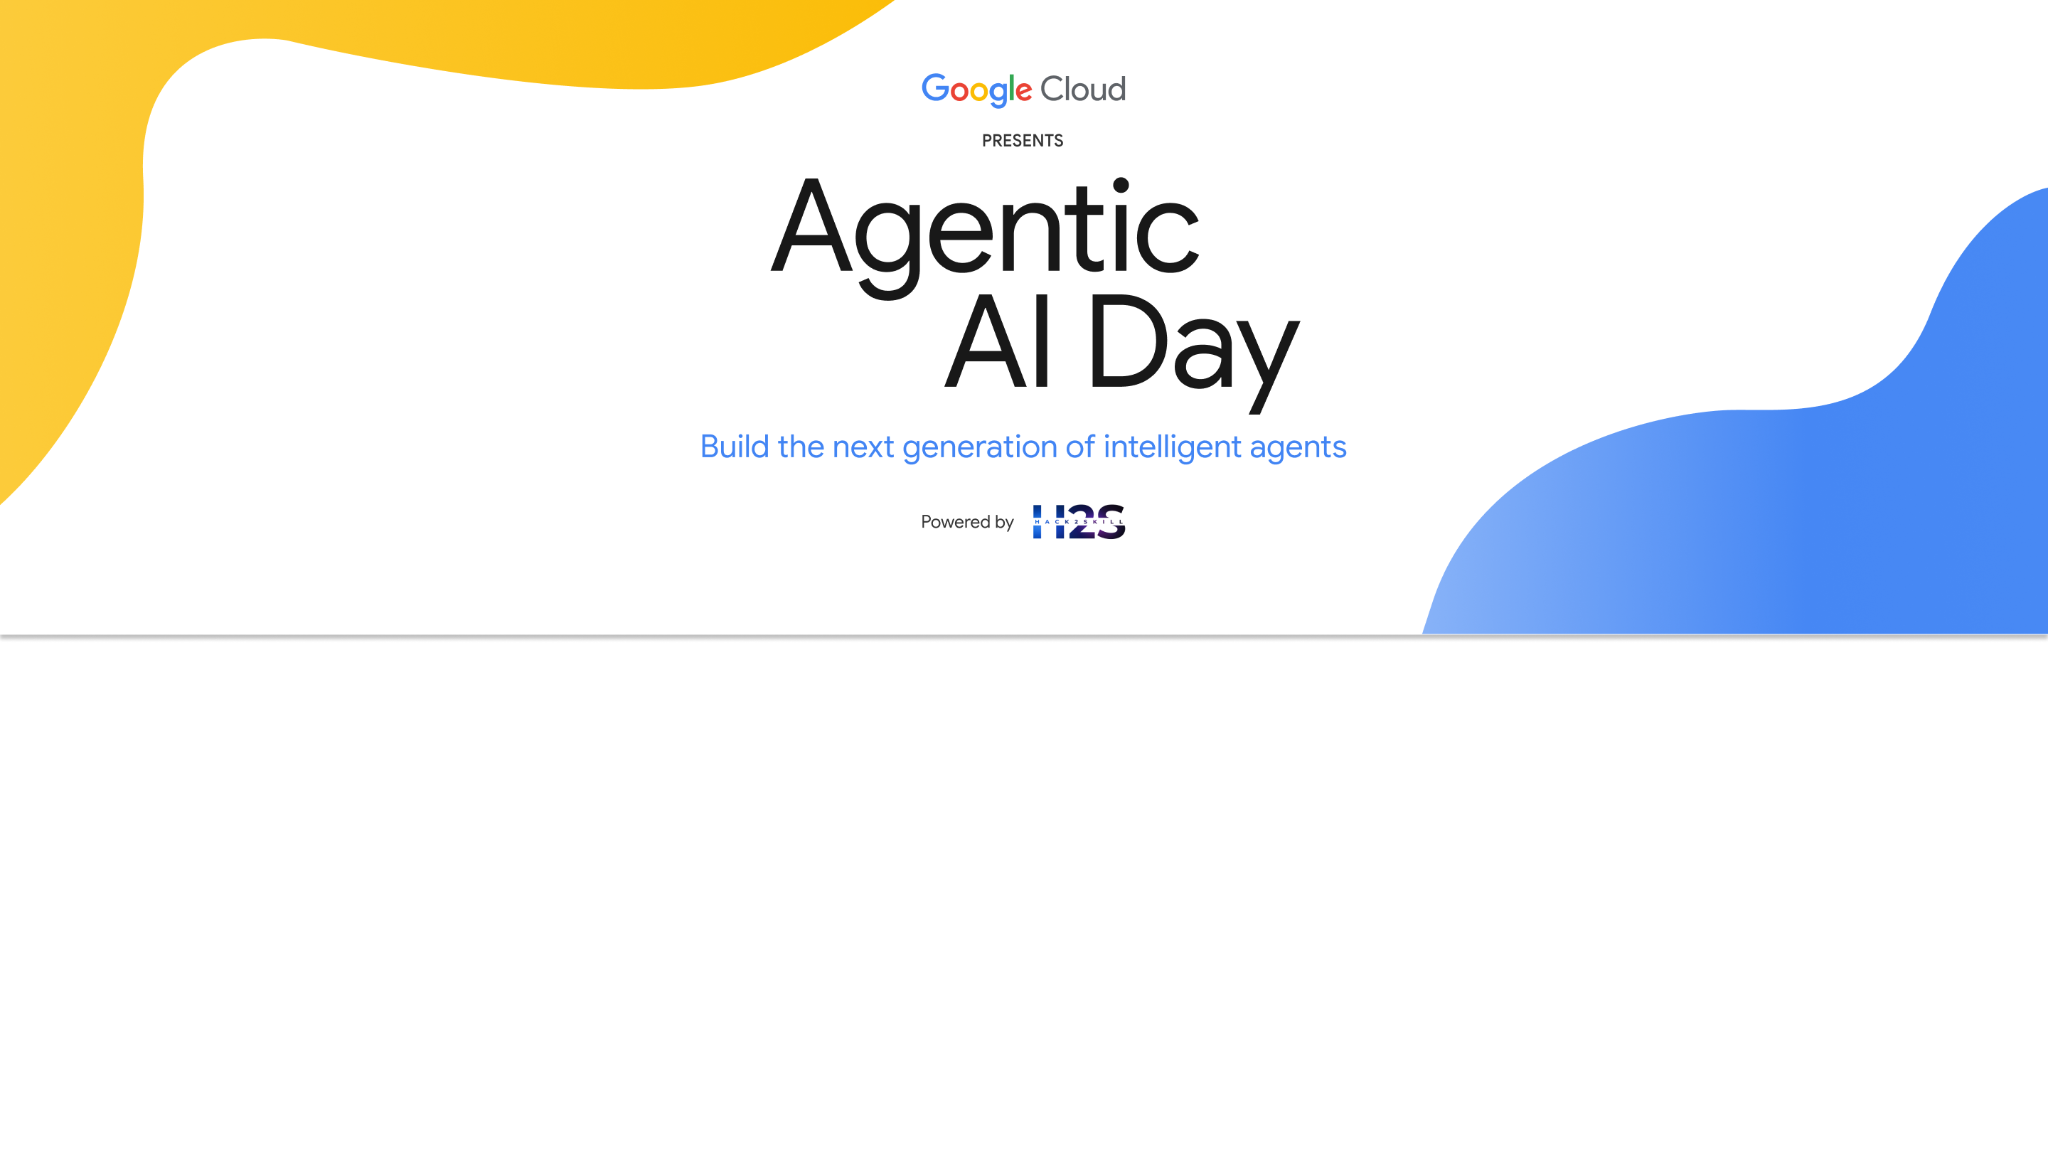 Google Cloud
PRESENTS
Agentic
AI Day
Build the next generation of intelligent agents
Powered by H2S
HACK2SKILL